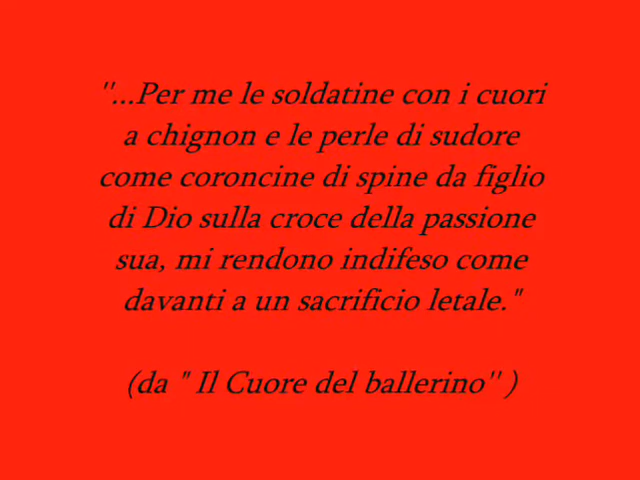 "...Per me le soldatine con i cuori
a chignon e le perle di sudore
come coroncine di spine da figlio
di Dio sulla croce della passione
sua, mi rendono indifeso come
davanti a un sacrificio letale."
(da " Il Cuore del ballerino" )